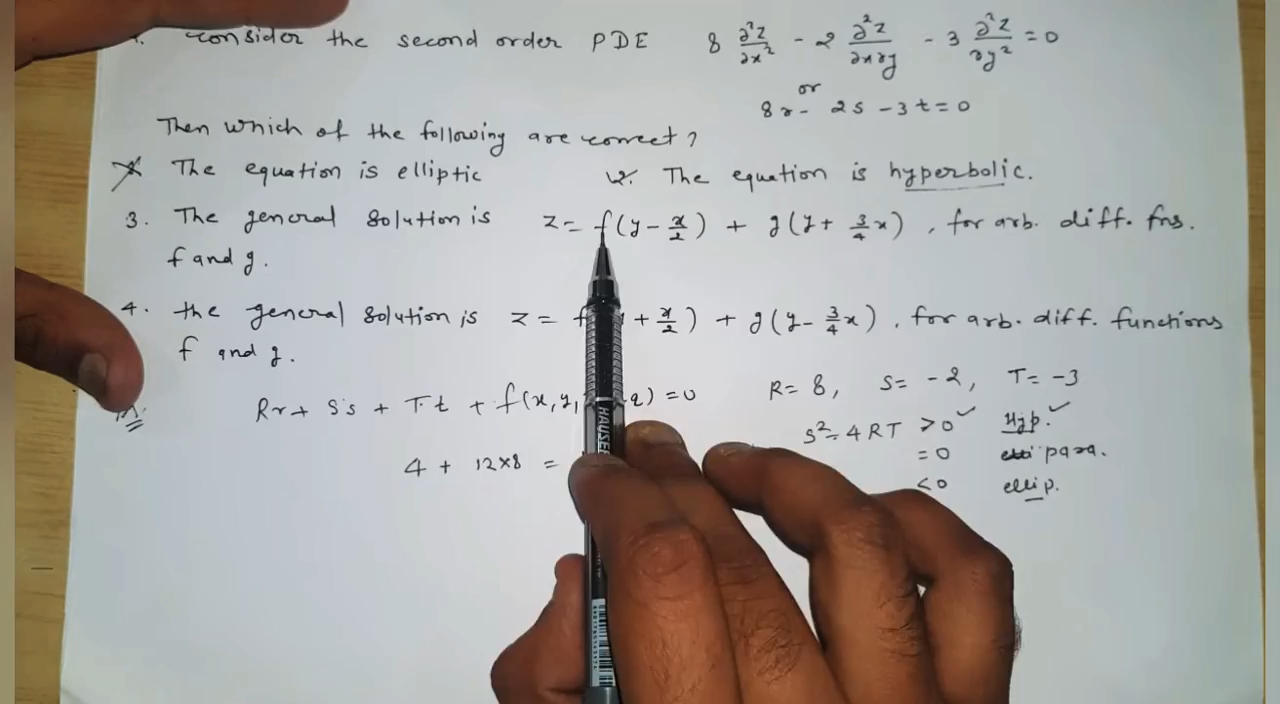 1. Consider the second order PDE 8 ∂²z/∂x² - 2 ∂²z/∂x∂y - 3 ∂²z/∂y² = 0
or
8r - 2s - 3t = 0
Then which of the following are correct?
The equation is elliptic 2. The equation is hyperbolic.
3. The general solution is z = f(y - x/2) + g(y + 3/4 x), for arb. diff. fns.
f and g.
4. the general solution is z = + x/2) + g(y - 3/4 x), for arb. diff. functions
f and g.
Rr + Ss + Tt + f(x, y, q) = 0 R = 8, S = -2, T = -3
S² - 4RT > 0 ✓ Hyp. ✓
4 + 12×8 = = 0 para.
< 0 ellip.
HAUSER